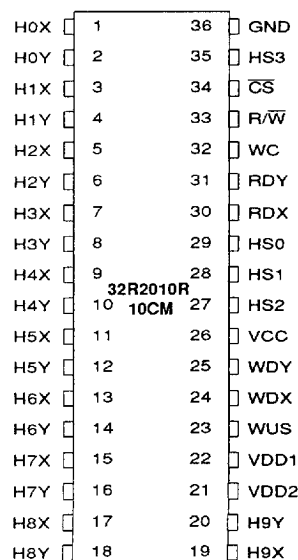 H0X 1 36 GND
H0Y 2 35 HS3
H1X 3 34 CS
H1Y 4 33 R/W
H2X 5 32 WC
H2Y 6 31 RDY
H3X 7 30 RDX
H3Y 8 29 HS0
H4X 9 28 HS1
32R2010R
H4Y 10 10CM 27 HS2
H5X 11 26 VCC
H5Y 12 25 WDY
H6X 13 24 WDX
H6Y 14 23 WUS
H7X 15 22 VDD1
H7Y 16 21 VDD2
H8X 17 20 H9Y
H8Y 18 19 H9X